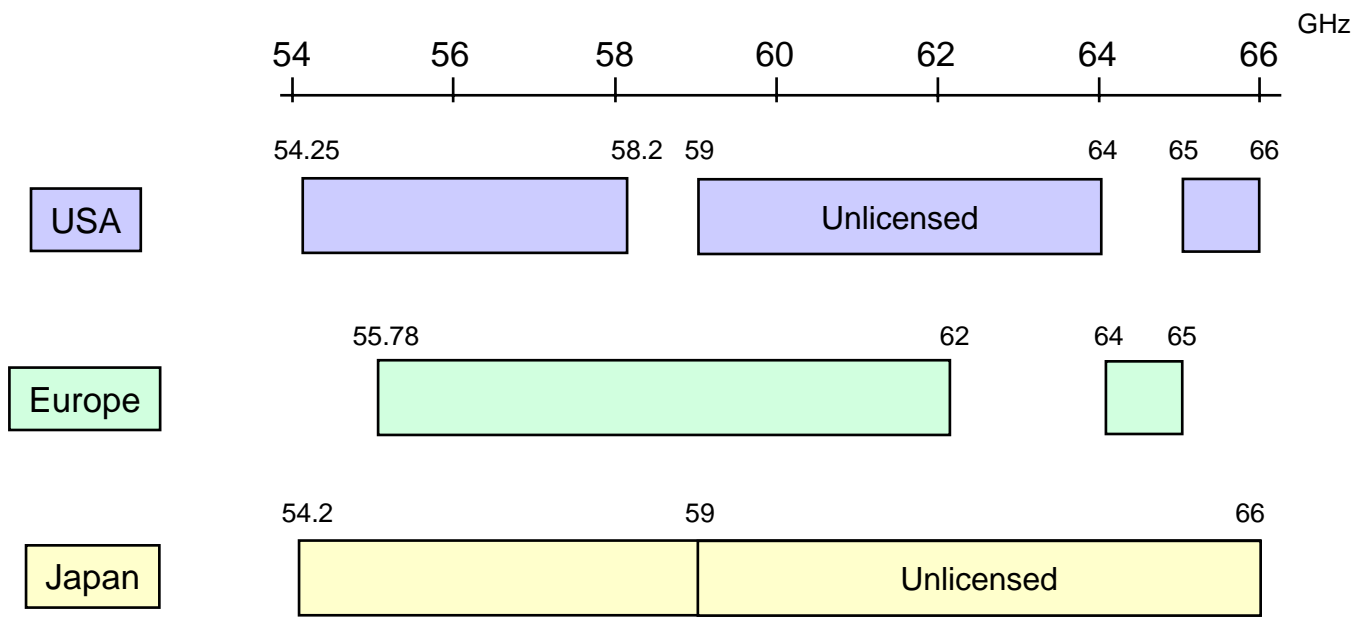 GHz
54 56 58 60 62 64 66
54.25 58.2 59 64 65 66
USA Unlicensed
55.78 62 64 65
Europe
54.2 59 66
Japan Unlicensed